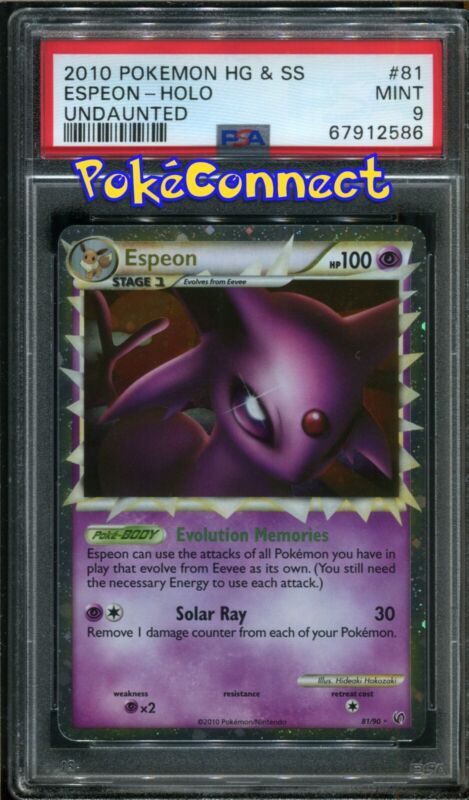 2010 POKEMON HG & SS #81
ESPEON – HOLO MINT
UNDAUNTED 9
PSA 67912586
PokéConnect
Espeon HP100
STAGE 1 Evolves from Eevee
Poké-BODY Evolution Memories
Espeon can use the attacks of all Pokémon you have in
play that evolve from Eevee as its own. (You still need
the necessary Energy to use each attack.)
Solar Ray 30
Remove 1 damage counter from each of your Pokémon.
Illus. Hideaki Hakozaki
weakness resistance retreat cost
×2
©2010 Pokémon/Nintendo 81/90
PSA